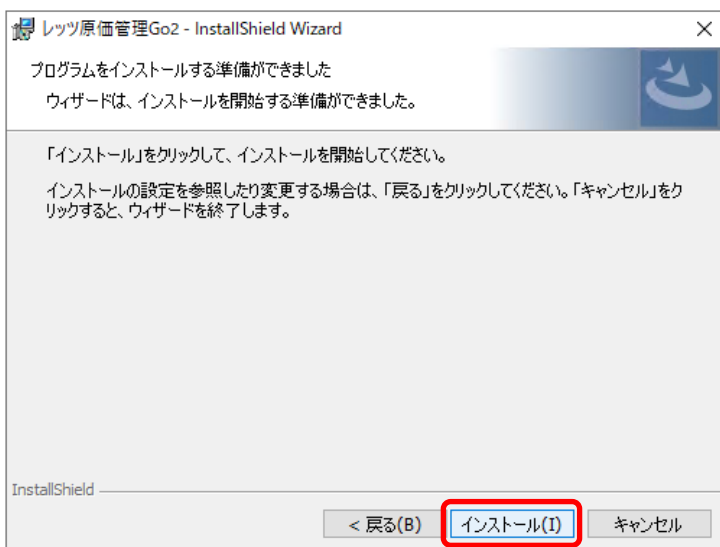 レッツ原価管理Go2 - InstallShield Wizard
プログラムをインストールする準備ができました
ウィザードは、インストールを開始する準備ができました。
「インストール」をクリックして、インストールを開始してください。
インストールの設定を参照したり変更する場合は、「戻る」をクリックしてください。「キャンセル」をク
リックすると、ウィザードを終了します。
InstallShield
< 戻る(B)
インストール(I)
キャンセル